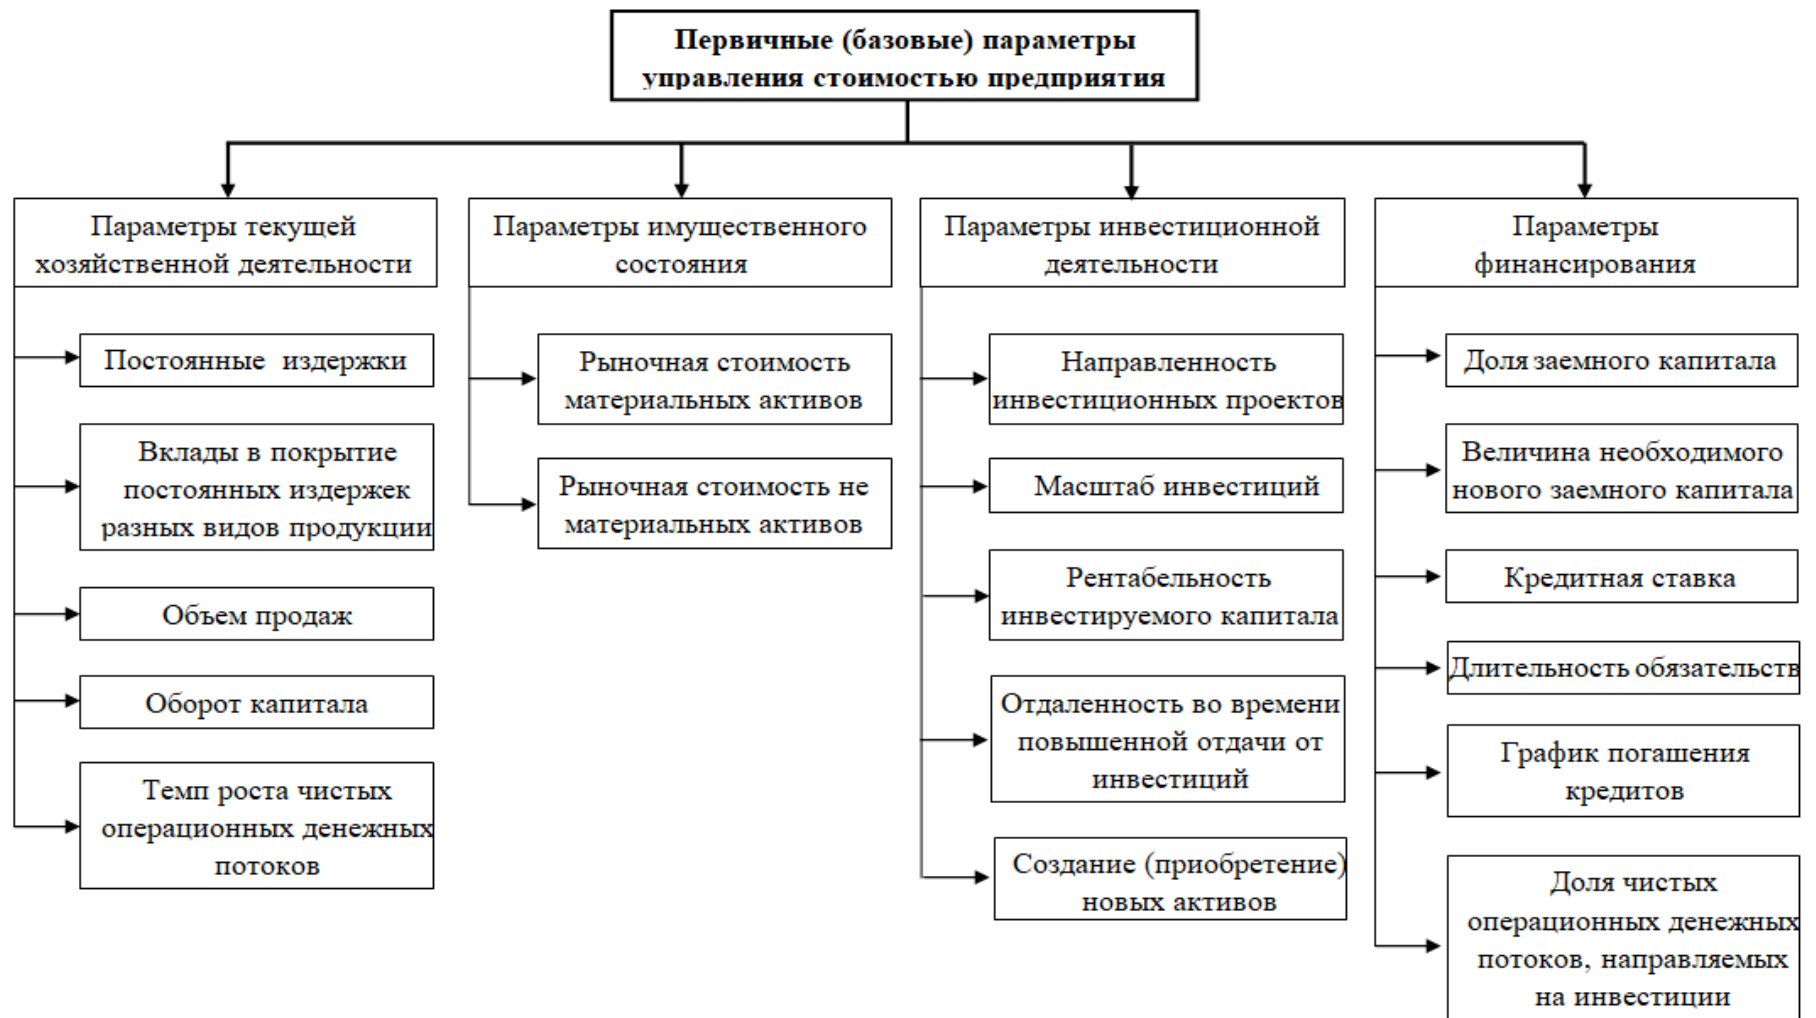 Первичные (базовые) параметры
управления стоимостью предприятия
Параметры текущей
хозяйственной деятельности
Постоянные издержки
Вклады в покрытие
постоянных издержек
разных видов продукции
Объем продаж
Оборот капитала
Темп роста чистых
операционных денежных
потоков
Параметры имущественного
состояния
Рыночная стоимость
материальных активов
Рыночная стоимость не
материальных активов
Параметры инвестиционной
деятельности
Направленность
инвестиционных проектов
Масштаб инвестиций
Рентабельность
инвестируемого капитала
Отдаленность во времени
повышенной отдачи от
инвестиций
Создание (приобретение)
новых активов
Параметры
финансирования
Доля заемного капитала
Величина необходимого
нового заемного капитала
Кредитная ставка
Длительность обязательств
График погашения
кредитов
Доля чистых
операционных денежных
потоков, направляемых
на инвестиции